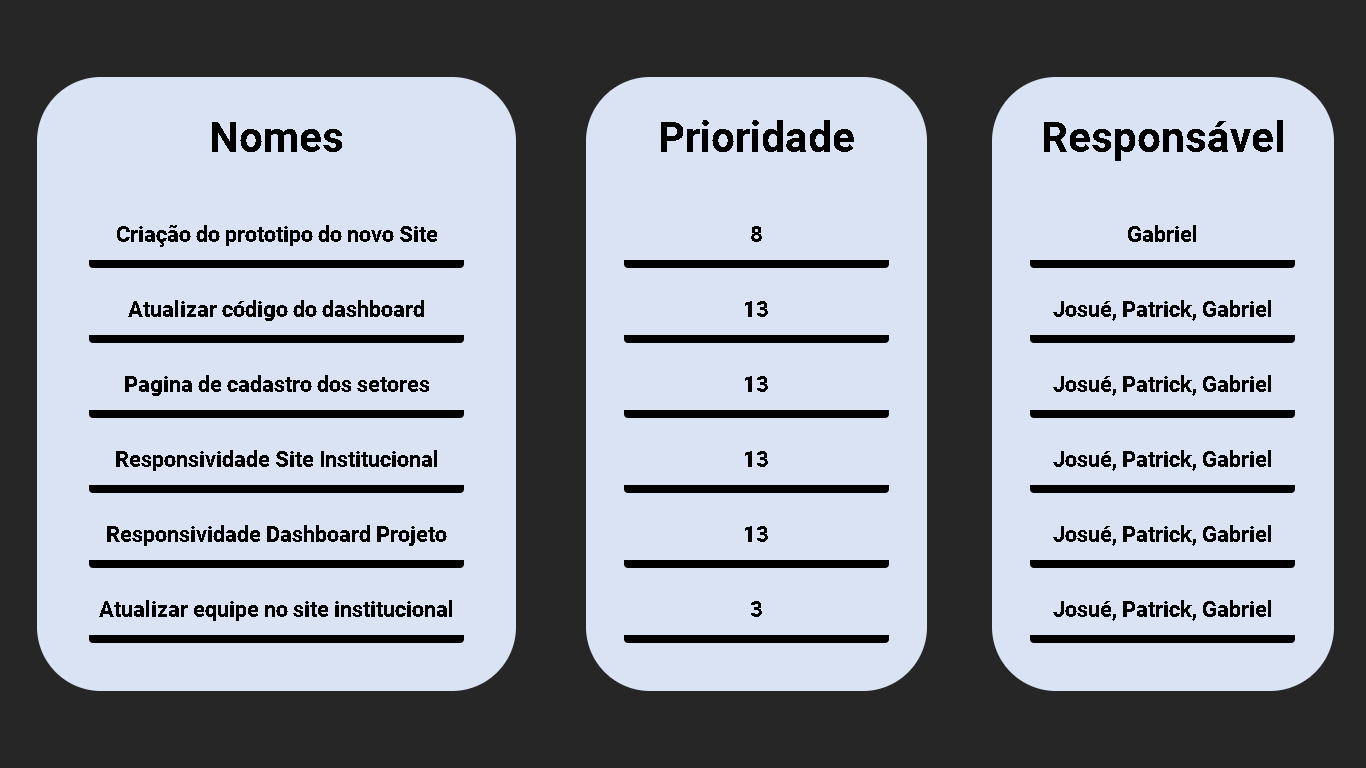 Nomes
Prioridade
Responsável
Criação do prototipo do novo Site
8
Gabriel
Atualizar código do dashboard
13
Josué, Patrick, Gabriel
Pagina de cadastro dos setores
13
Josué, Patrick, Gabriel
Responsividade Site Institucional
13
Josué, Patrick, Gabriel
Responsividade Dashboard Projeto
13
Josué, Patrick, Gabriel
Atualizar equipe no site institucional
3
Josué, Patrick, Gabriel